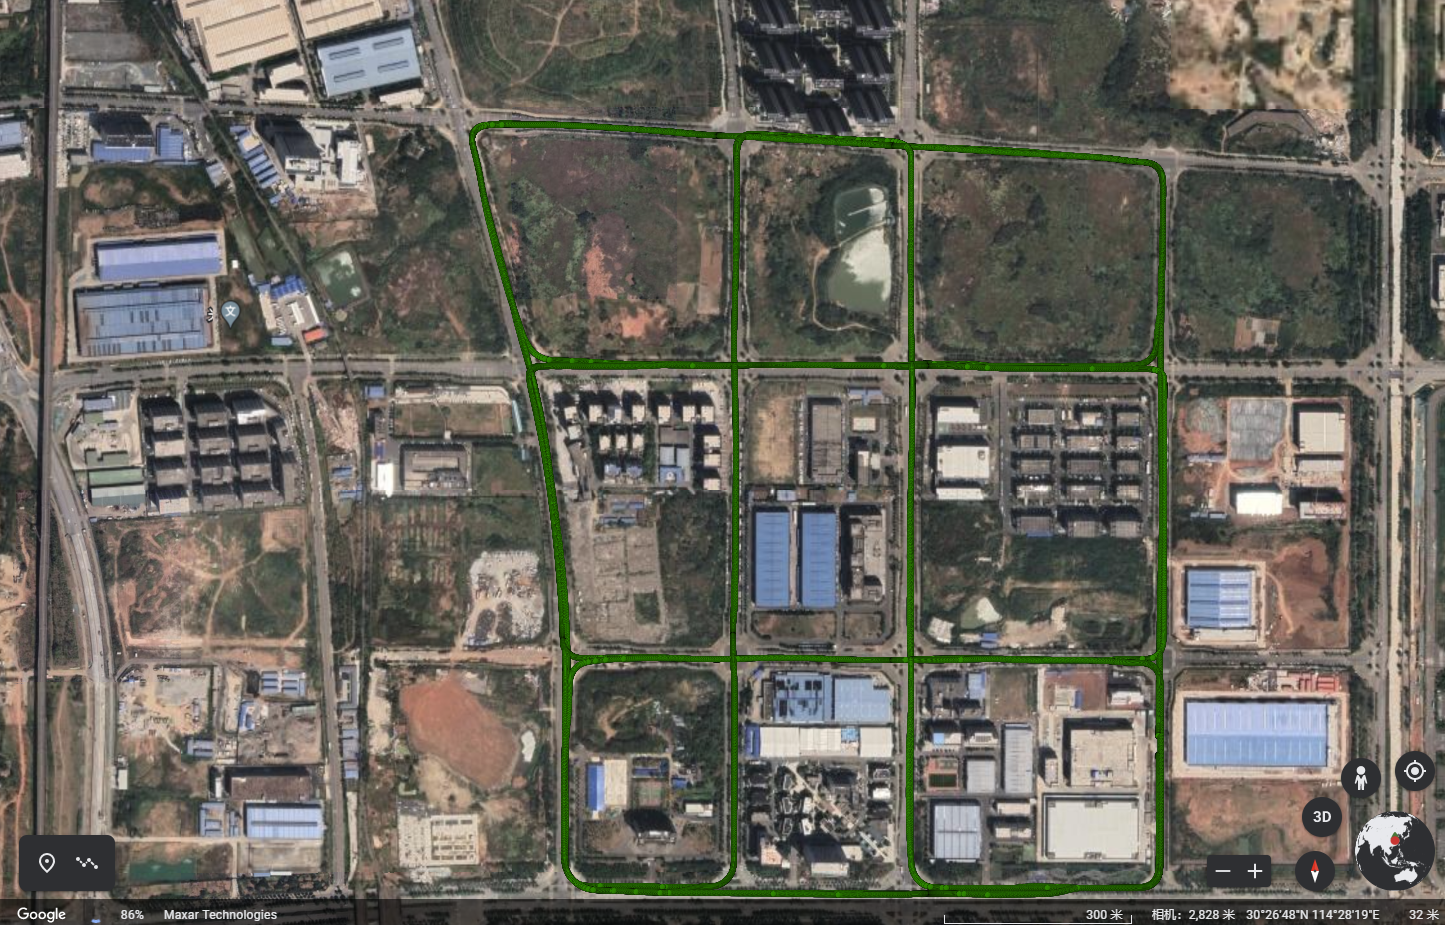 文
3D
Google
86%
Maxar Technologies
300 米
相机：2,828 米
30°26'48"N 114°28'19"E
32 米